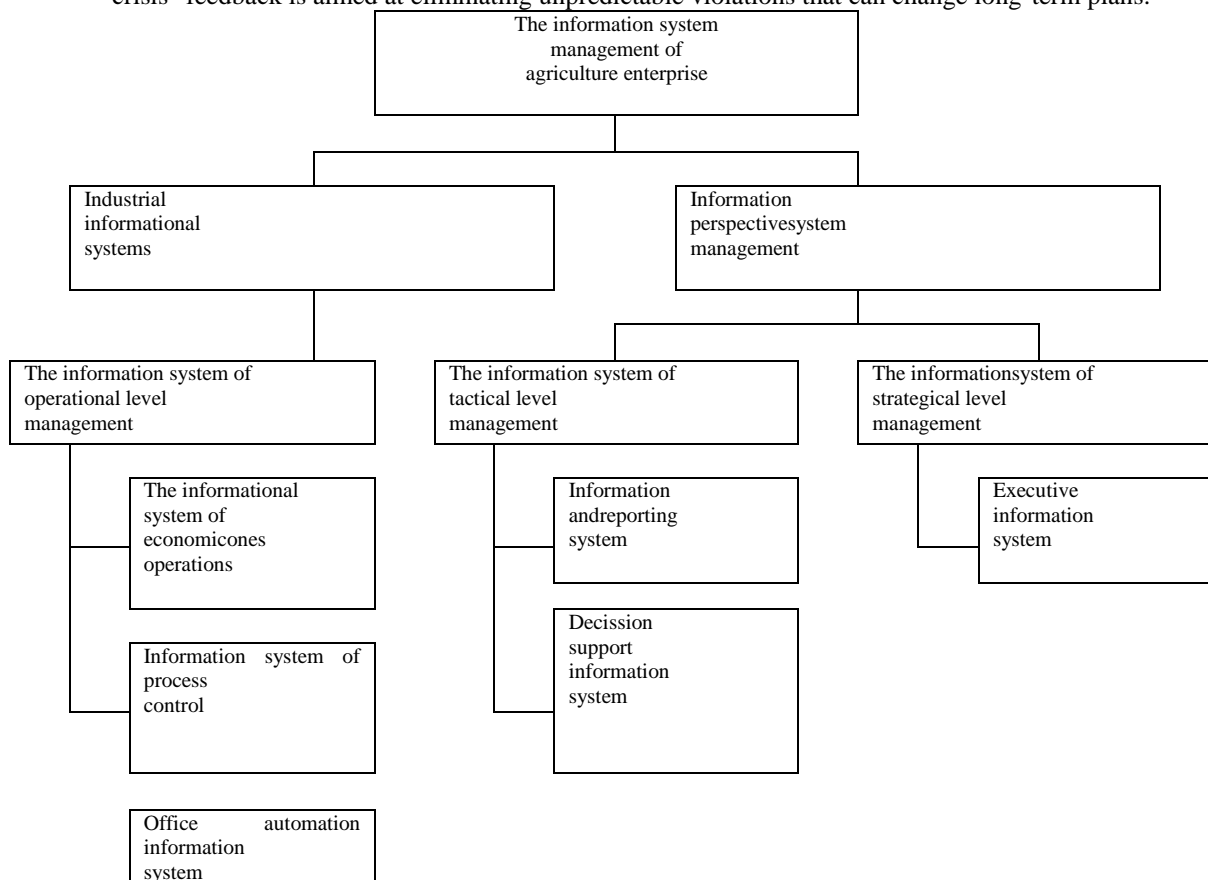 crisis" feedback is aimed at eliminating unpredictable violations that can change long-term plans.
The information system
management of
agriculture enterprise
Industrial
informational
systems
Information
perspectivesystem
management
The information system of
operational level
management
The information system of
tactical level
management
The informationsystem of
strategical level
management
The informational
system of
economicones
operations
Information
andreporting
system
Executive
information
system
Decission
support
information
system
Information system of
process
control
Office automation
information
system